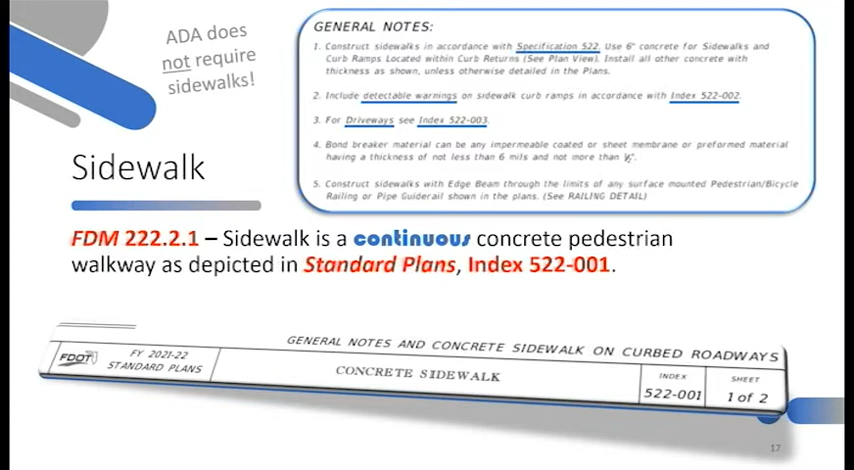 ADA does
not require
sidewalks!
GENERAL NOTES:
1. Construct sidewalks in accordance with Specification 522. Use 6" concrete for Sidewalks and
Curb Ramps Located within Curb Returns (See Plan View). Install all other concrete with
thickness as shown, unless otherwise detailed in the Plans.
2. Include detectable warnings on sidewalk curb ramps in accordance with Index 522-002.
3. For Driveways see Index 522-003.
4. Bond breaker material can be any impermeable coated or sheet membrane or preformed material
having a thickness of not less than 6 mils and not more than
5. Construct sidewalks with Edge Beam through the limits of any surface mounted Pedestrian/Bicycle
Railing or Pipe Guiderail shown in the plans. (See RAILING DETAIL)
Sidewalk
FDM 222.2.1 – Sidewalk is a continuous concrete pedestrian
walkway as depicted in Standard Plans, Index 522-001.
GENERAL NOTES AND CONCRETE SIDEWALK ON CURBED ROADWAYS
FDOT
FY 2021-22
STANDARD PLANS
CONCRETE SIDEWALK
INDEX
522-001
SHEET
1 of 2
17